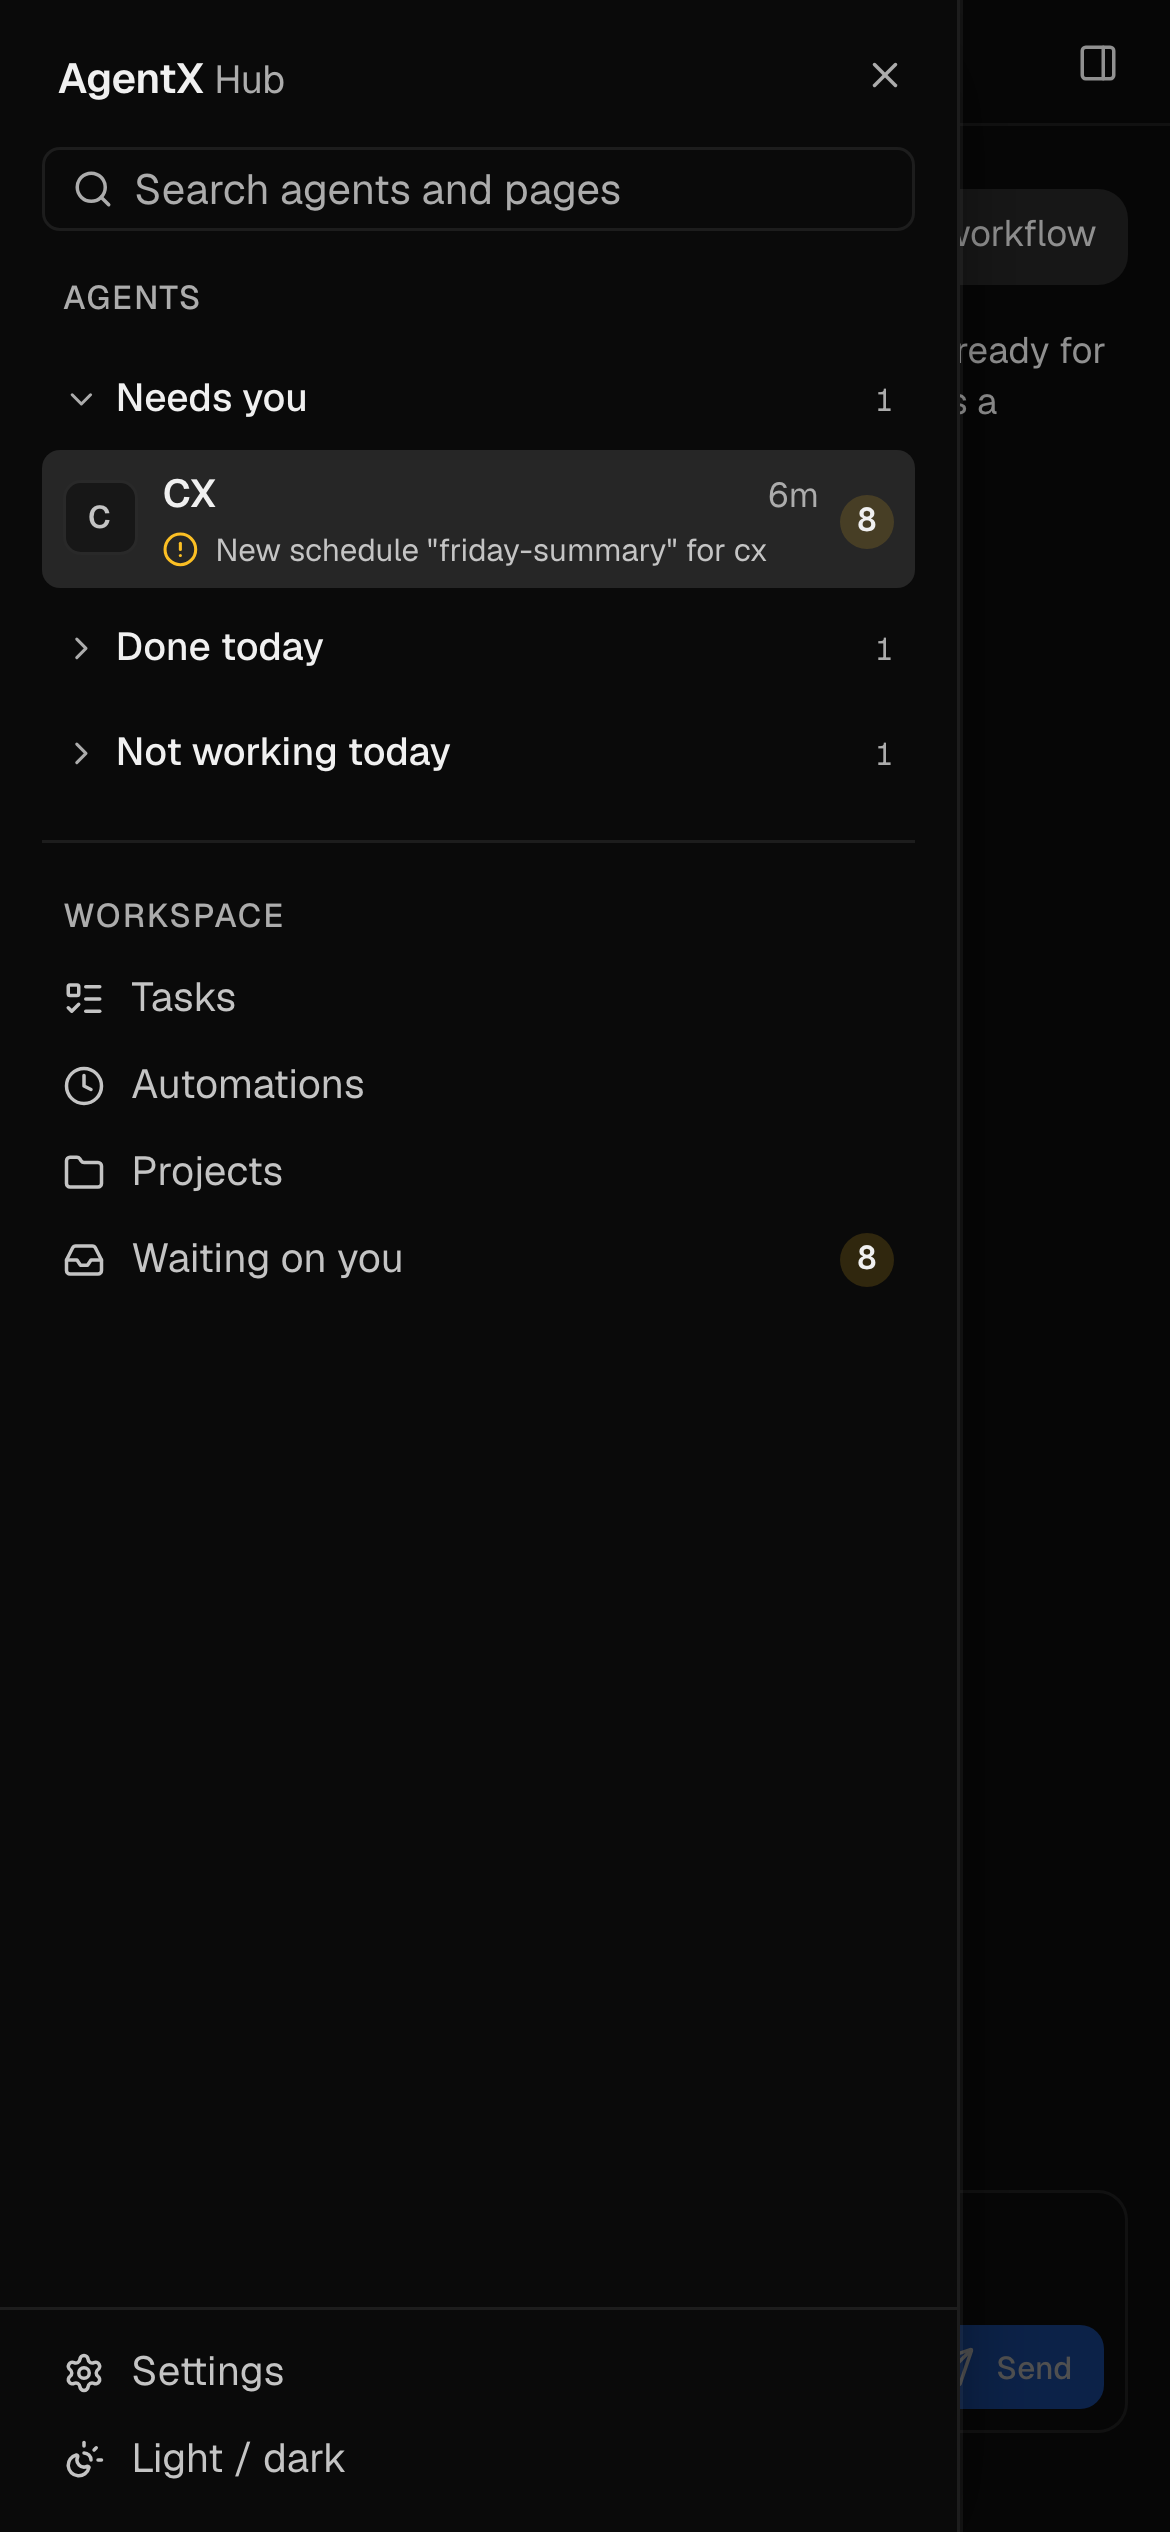 AgentX Hub
Search agents and pages
AGENTS
Needs you 1
C CX 6m 8
New schedule "friday-summary" for cx
Done today 1
Not working today 1
WORKSPACE
Tasks
Automations
Projects
Waiting on you 8
Settings
Light / dark
ready for
a
Send